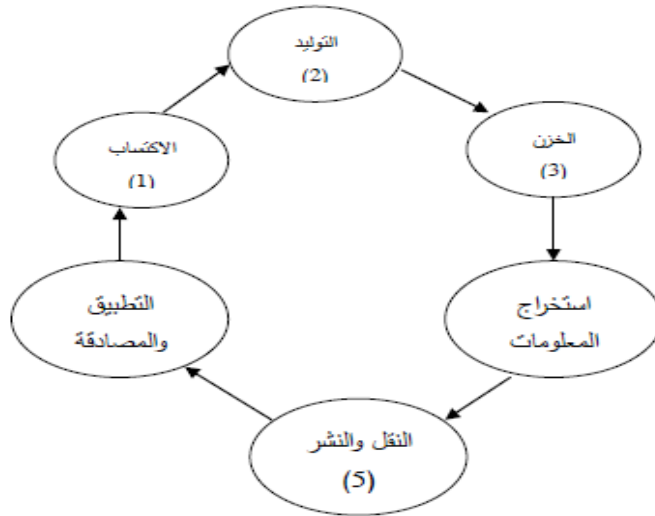 التوليد
(2)
الخزن
(3)
الاكتساب
(1)
استخراج
المعلومات
التطبيق
والمصادقة
النقل والنشر
(5)